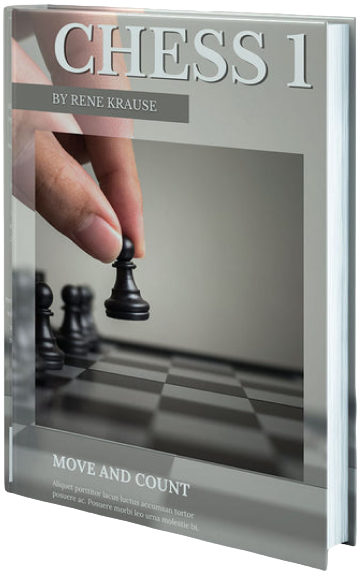 CHESS 1
BY RENE KRAUSE
MOVE AND COUNT
Aliquet porttitor lacus luctus accumsan tortor
posuere ac. Posuere morbi leo urna molestie bi.